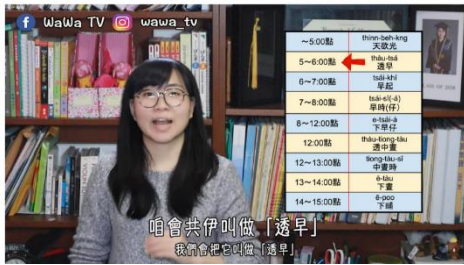 WaWa TV wawa_tv
～5:00點 thinn-beh-kng
天欲光
5～6:00點 thàu-tsá
透早
6～7:00點 tsái-khí
早起
7～8:00點 tsái-sî(-á)
早時(仔)
8～12:00點 e-tsái-á
下早仔
12:00點 thàu-tiong-tàu
透中晝
12～13:00點 tiong-tàu-sî
中晝時
13～14:00點 ē-tàu
下晝
14～15:00點 ē-poo
下晡
咱會共伊叫做「透早」
我們會把它叫做「透早」